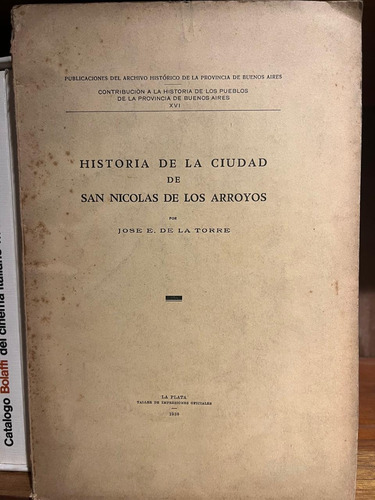 PUBLICACIONES DEL ARCHIVO HISTÓRICO DE LA PROVINCIA DE BUENOS AIRES
CONTRIBUCIÓN A LA HISTORIA DE LOS PUEBLOS
DE LA PROVINCIA DE BUENOS AIRES
XVI
HISTORIA DE LA CIUDAD
DE
SAN NICOLAS DE LOS ARROYOS
POR
JOSE E. DE LA TORRE
LA PLATA
TALLER DE IMPRESIONES OFICIALES
Catalogo Bolaffi del cinema italiano